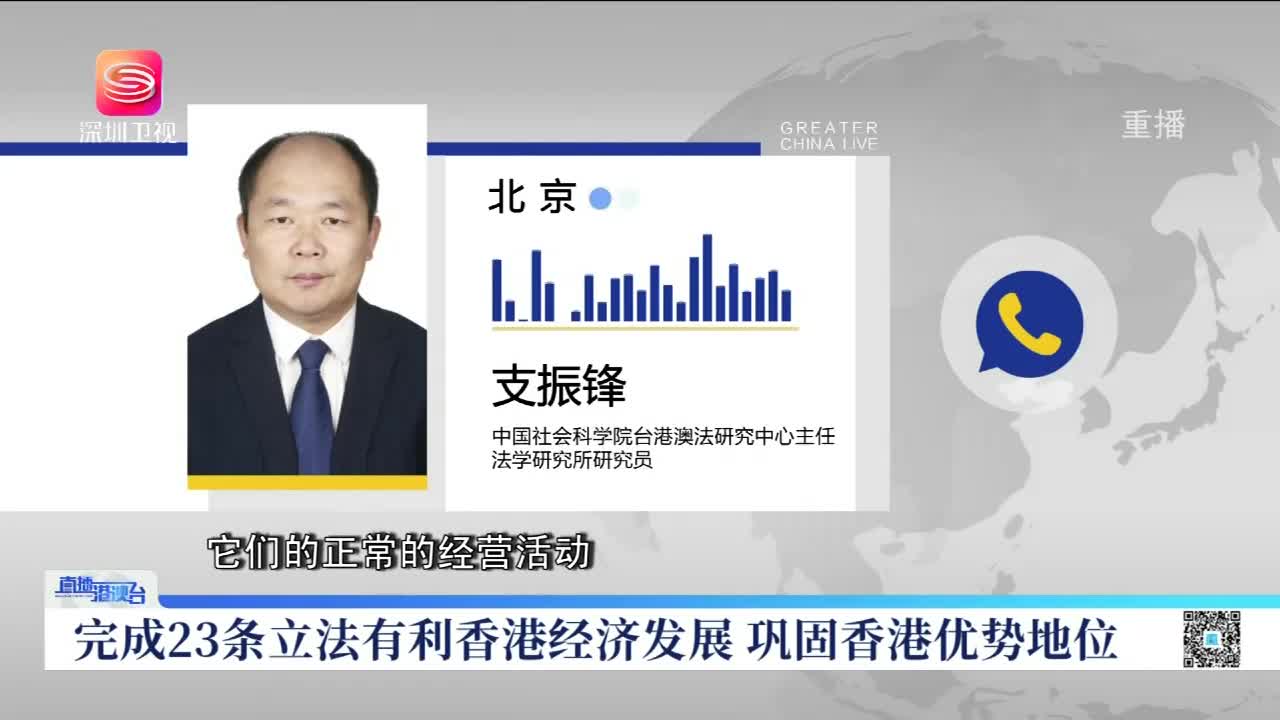 深圳卫视
GREATER
CHINA LIVE
重播
北京
支振锋
中国社会科学院台港澳法研究中心主任
法学研究所研究员
它们的正常的经营活动
直播港澳台
完成23条立法有利香港经济发展 巩固香港优势地位